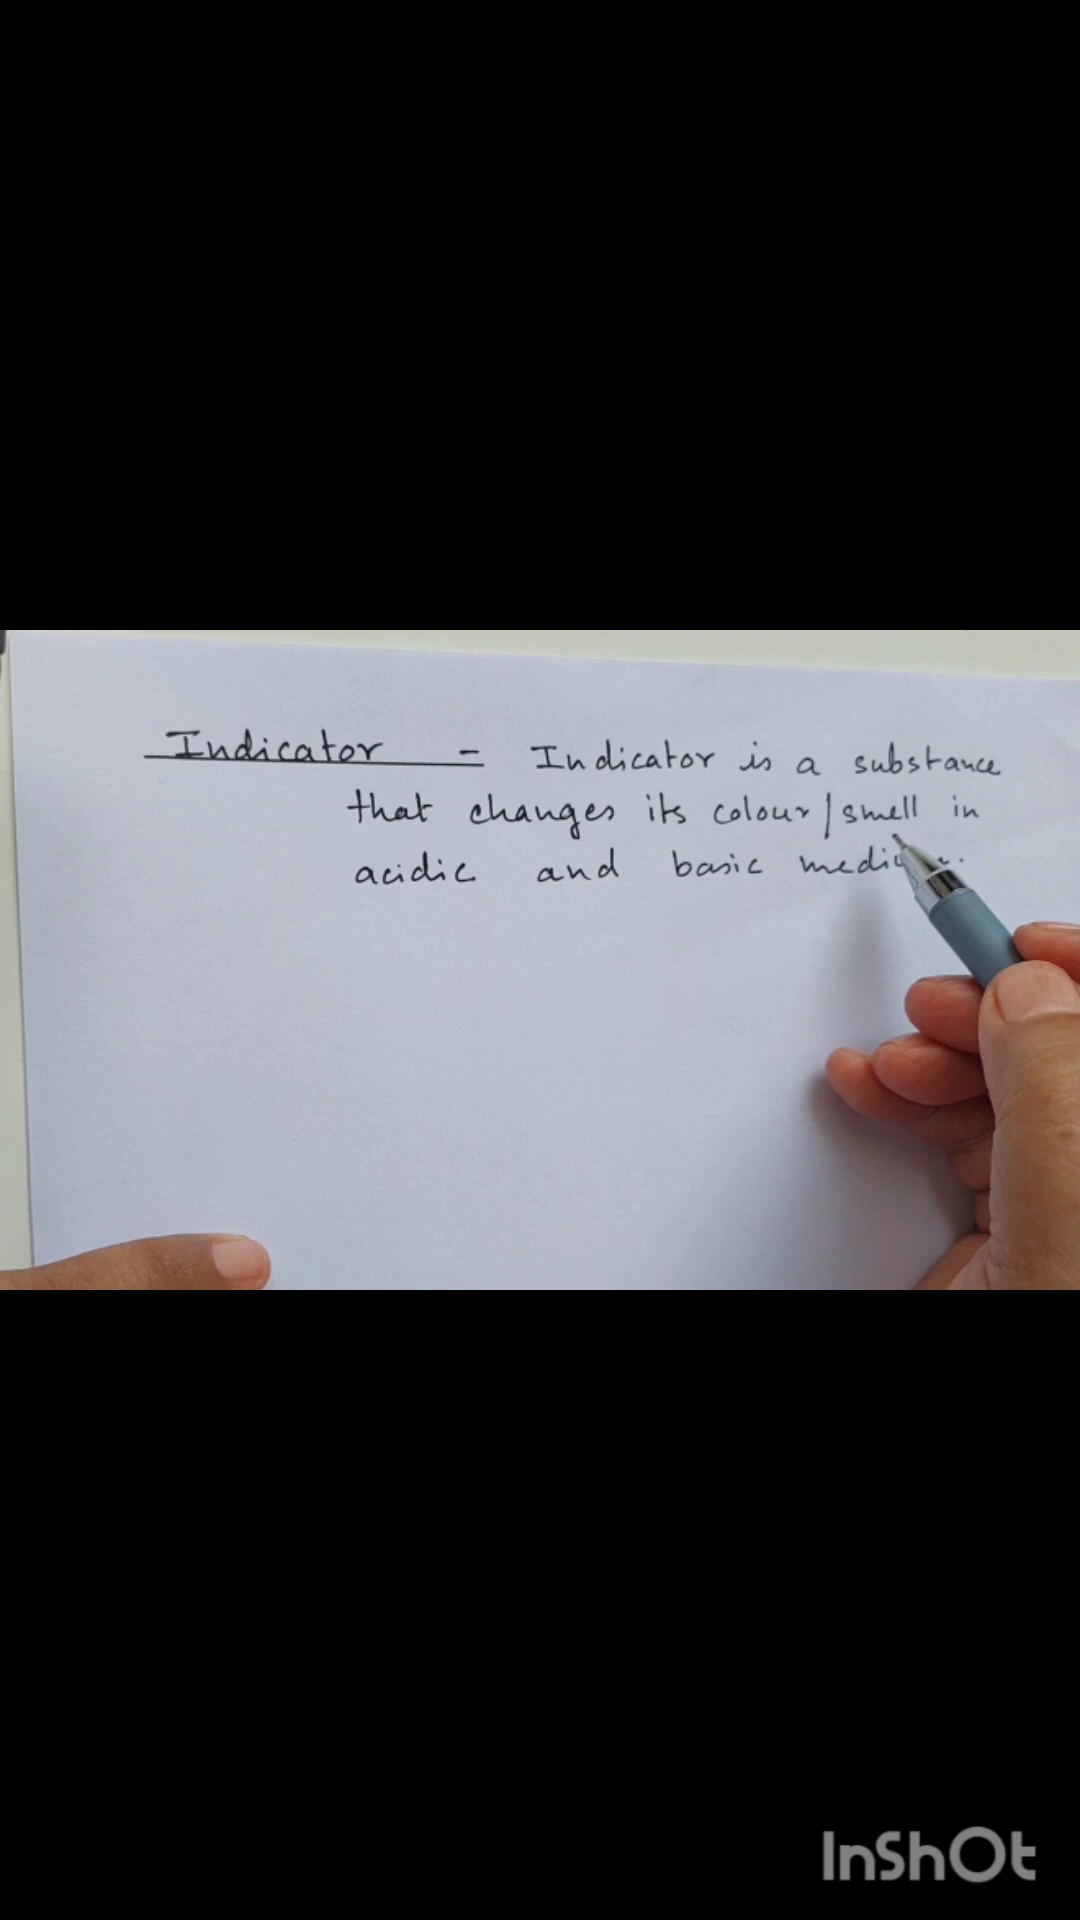 Indicator - Indicator is a substance
that changes its colour/smell in
acidic and basic
InShOt